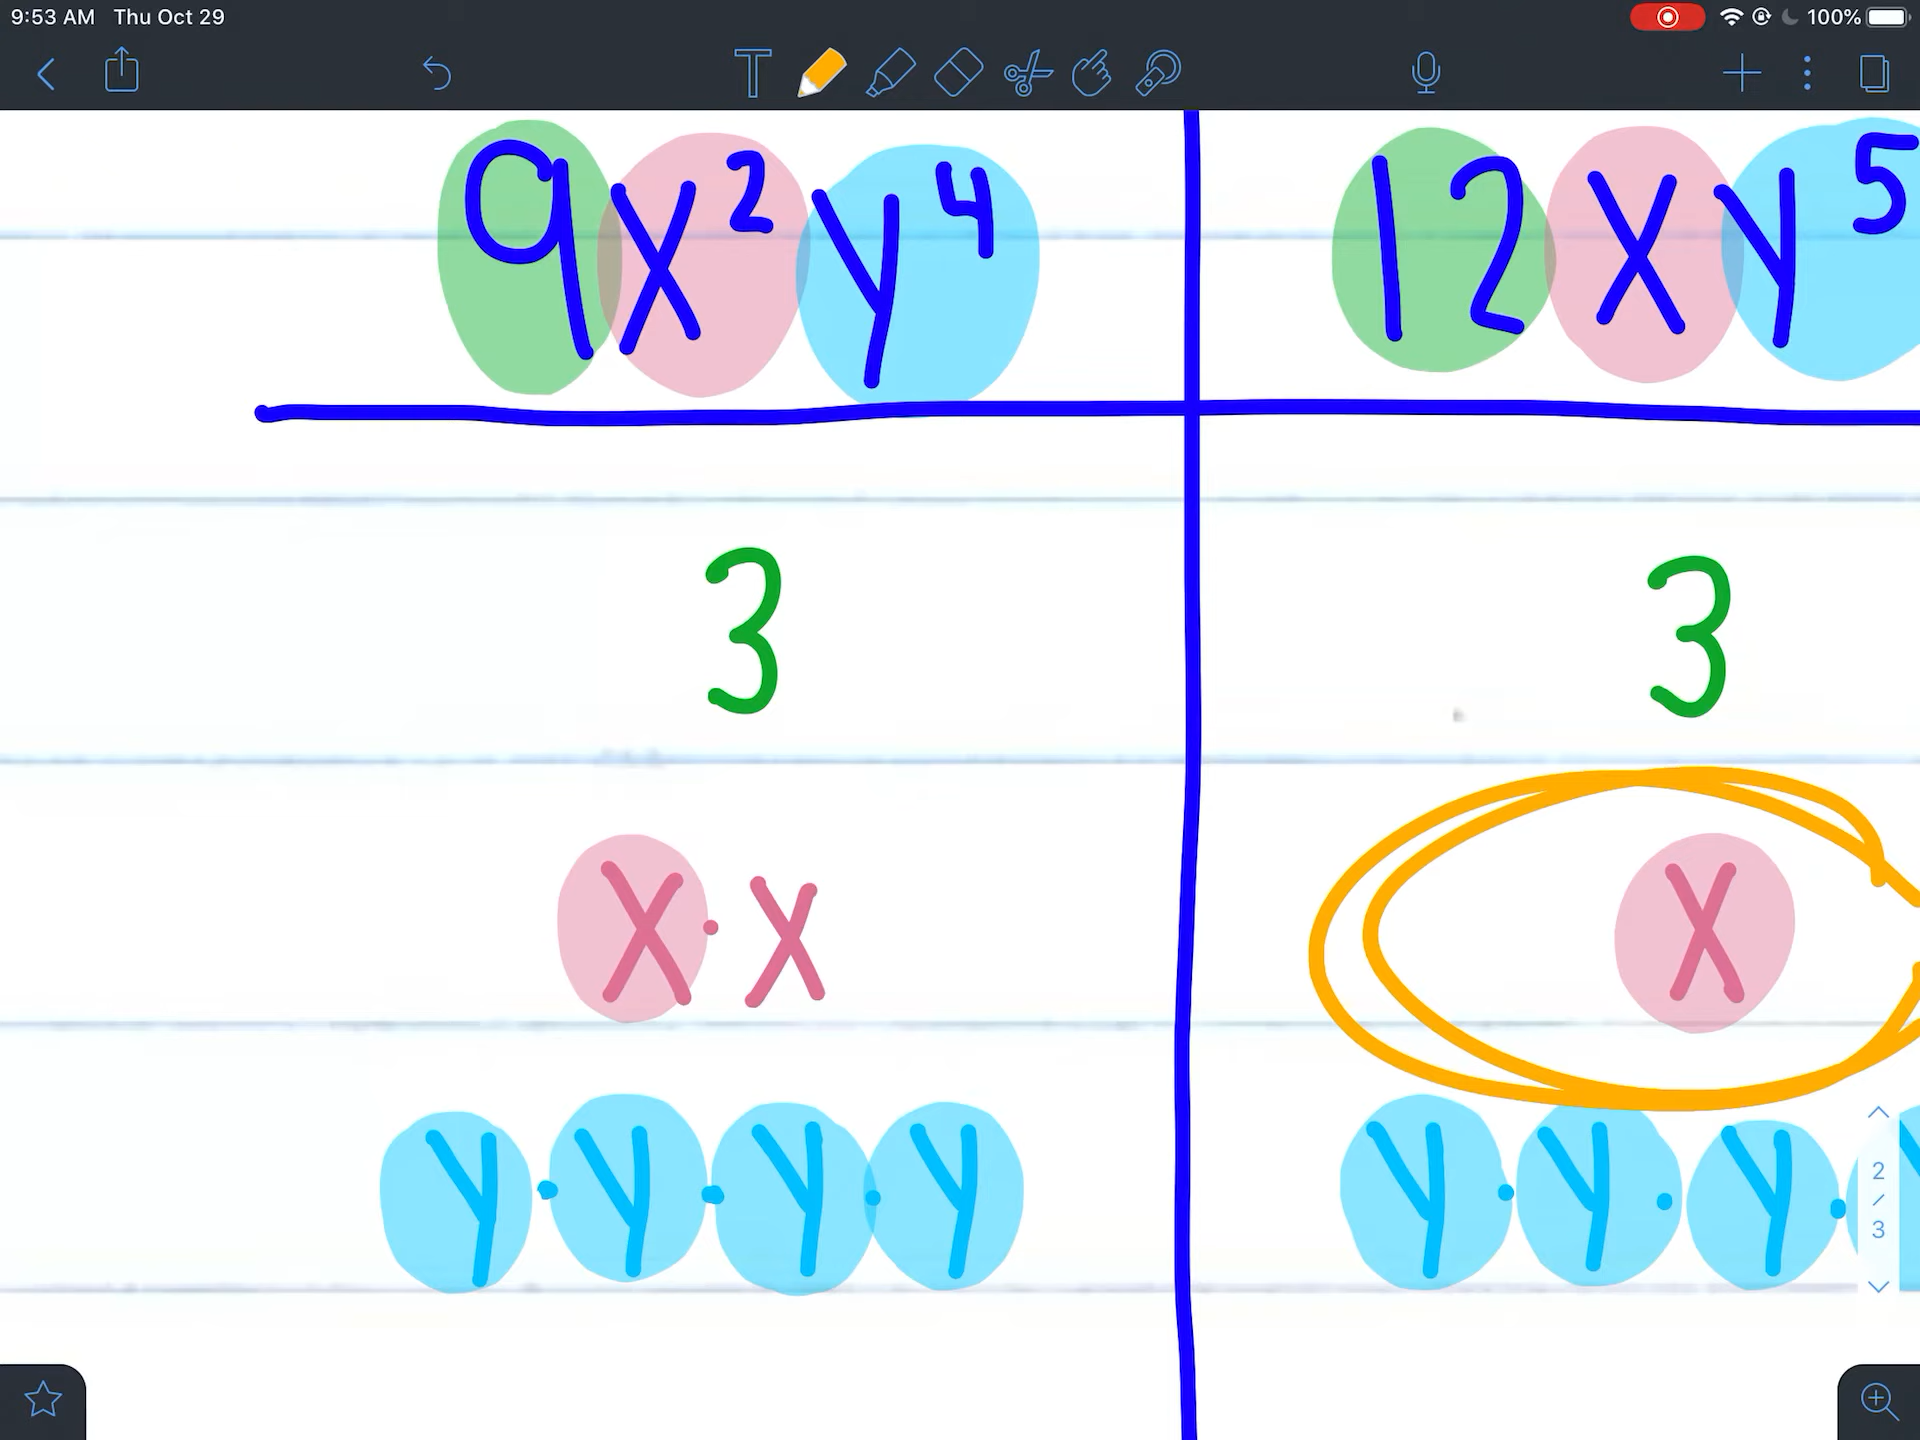 9:53 AM Thu Oct 29 100%
T
9x²y⁴ 12xy⁵
3 3
x·x x
y·y·y·y y·y·y·
2
/
3